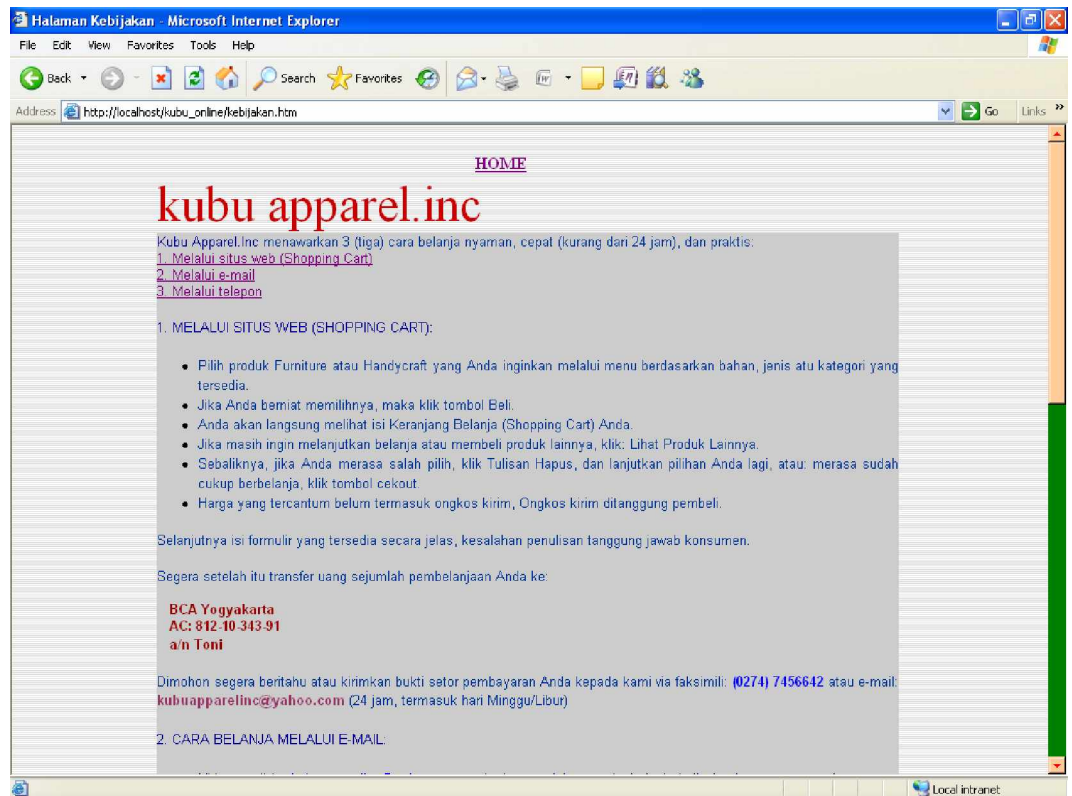 Halaman Kebijakan - Microsoft Internet Explorer
File Edit View Favorites Tools Help
Back Search Favorites
Address http://localhost/kubu_online/kebijakan.htm Go Links »
HOME
kubu apparel.inc
Kubu Apparel.Inc menawarkan 3 (tiga) cara belanja nyaman, cepat (kurang dari 24 jam), dan praktis:
1. Melalui situs web (Shopping Cart)
2. Melalui e-mail
3. Melalui telepon
1. MELALUI SITUS WEB (SHOPPING CART):
• Pilih produk Furniture atau Handycraft yang Anda inginkan melalui menu berdasarkan bahan, jenis atu kategori yang
tersedia.
• Jika Anda berniat memilihnya, maka klik tombol Beli.
• Anda akan langsung melihat isi Keranjang Belanja (Shopping Cart) Anda.
• Jika masih ingin melanjutkan belanja atau membeli produk lainnya, klik: Lihat Produk Lainnya.
• Sebaliknya, jika Anda merasa salah pilih, klik Tulisan Hapus, dan lanjutkan pilihan Anda lagi, atau: merasa sudah
cukup berbelanja, klik tombol cekout.
• Harga yang tercantum belum termasuk ongkos kirim, Ongkos kirim ditanggung pembeli.
Selanjutnya isi formulir yang tersedia secara jelas, kesalahan penulisan tanggung jawab konsumen.
Segera setelah itu transfer uang sejumlah pembelanjaan Anda ke:
BCA Yogyakarta
AC: 812-10-343-91
a/n Toni
Dimohon segera beritahu atau kirimkan bukti setor pembayaran Anda kepada kami via faksimili: (0274) 7456642 atau e-mail:
kubuapparelinc@yahoo.com (24 jam, termasuk hari Minggu/Libur)
2. CARA BELANJA MELALUI E-MAIL:
Local intranet